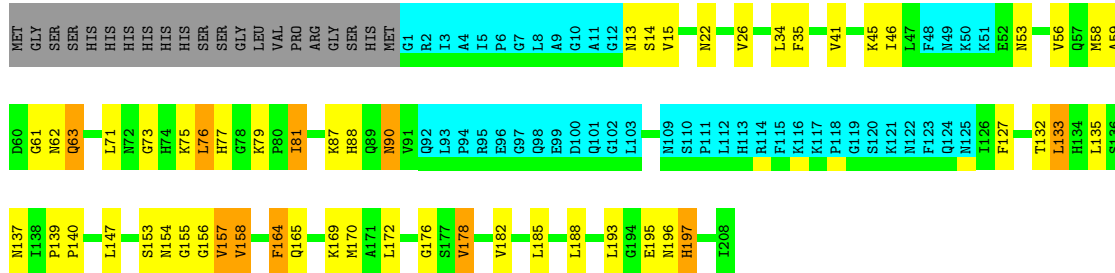 MET GLY SER SER HIS HIS HIS HIS HIS HIS SER SER GLY LEU VAL PRO ARG GLY SER HIS MET G1 R2 I3 A4 I5 P6 G7 L8 A9 G10 A11 G12 N13 S14 V15 N22 V26 L34 F35 V41 K45 I46 L47 F48 N49 K50 K51 E52 N53 V56 Q57 M58 A59
D60 G61 N62 Q63 L71 N72 G73 H74 K75 L76 H77 G78 K79 P80 I81 K87 H88 Q89 N90 V91 Q92 L93 P94 R95 E96 G97 Q98 E99 D100 Q101 G102 L103 N109 S110 P111 L112 H113 R114 F115 K116 K117 P118 G119 S120 K121 N122 F123 Q124 N125 I126 F127 T132 L133 H134 L135 S136
N137 I138 P139 P140 L147 S153 N154 G155 G156 V157 V158 F164 Q165 K169 M170 A171 L172 G176 S177 V178 V182 L185 L188 L193 G194 E195 N196 H197 I208